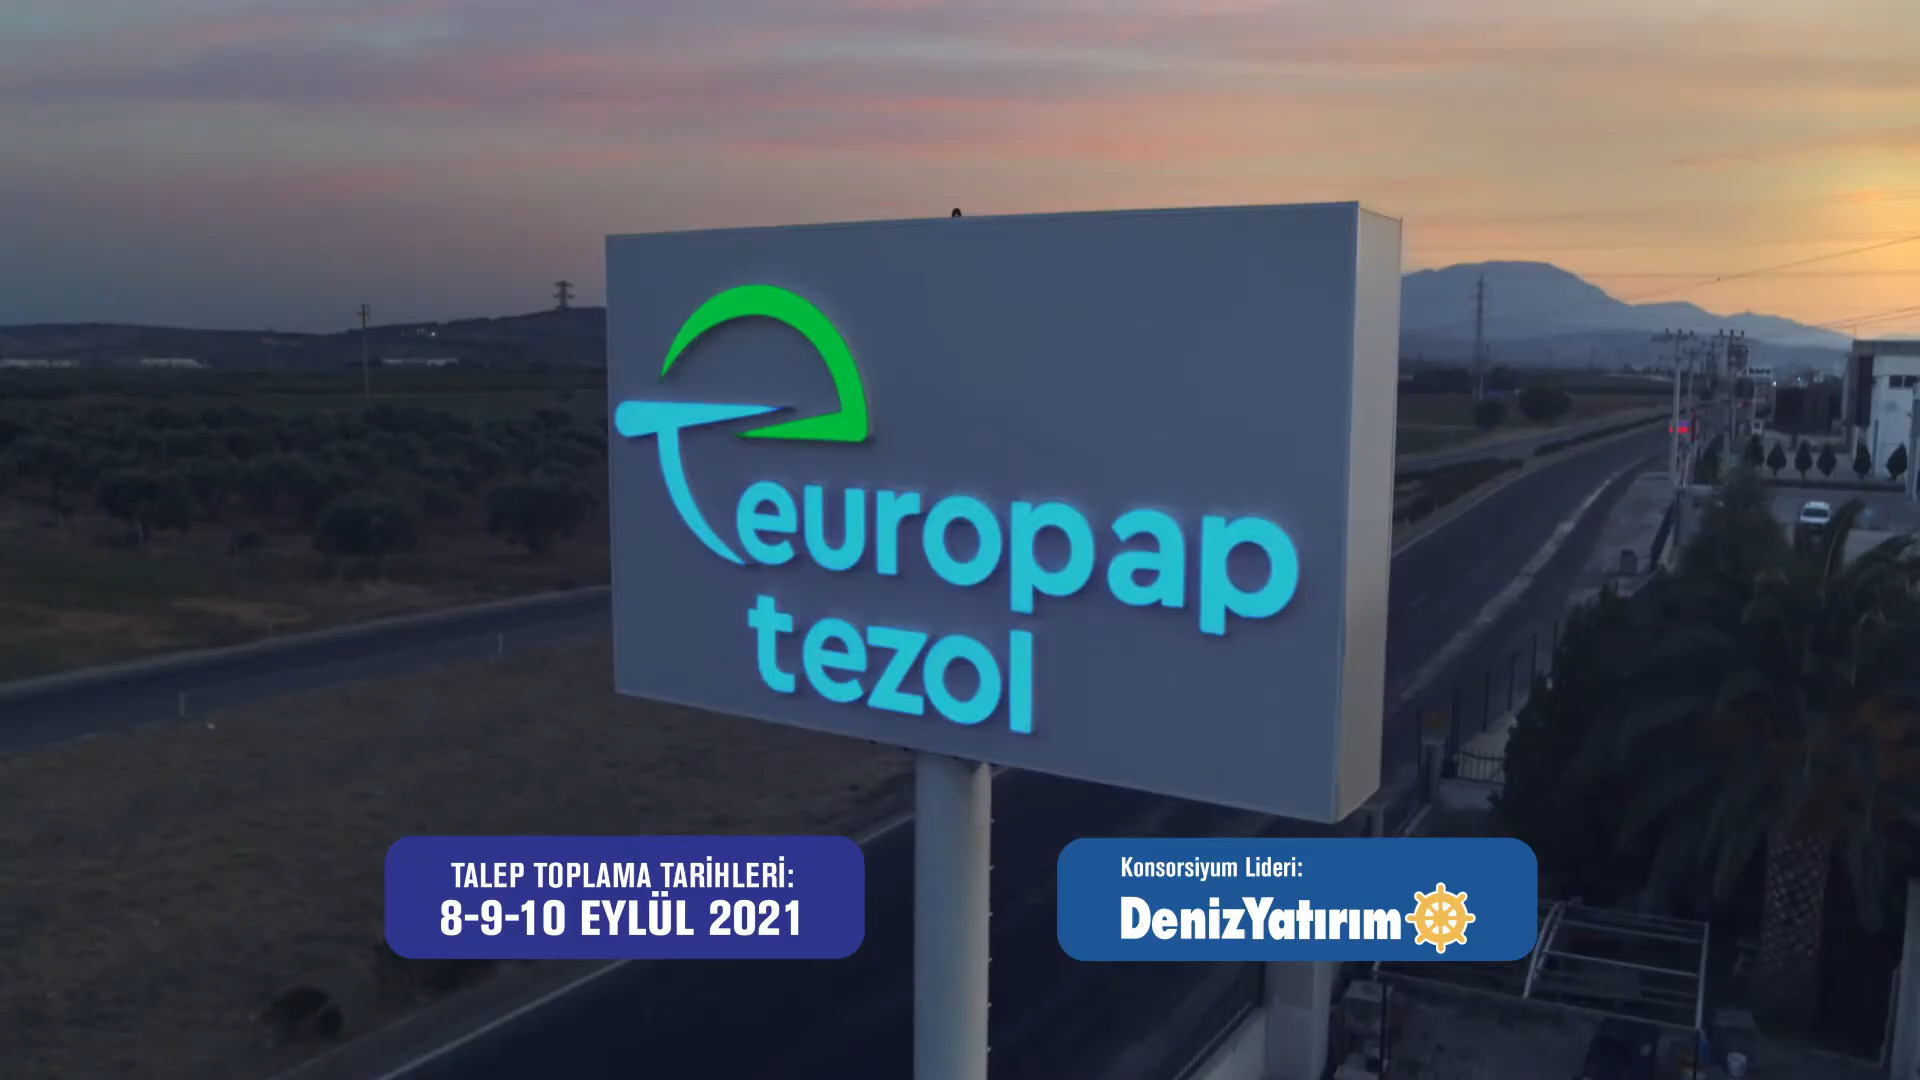 europap
tezol
TALEP TOPLAMA TARİHLERİ:
8-9-10 EYLÜL 2021
Konsorsiyum Lideri:
DenizYatırım